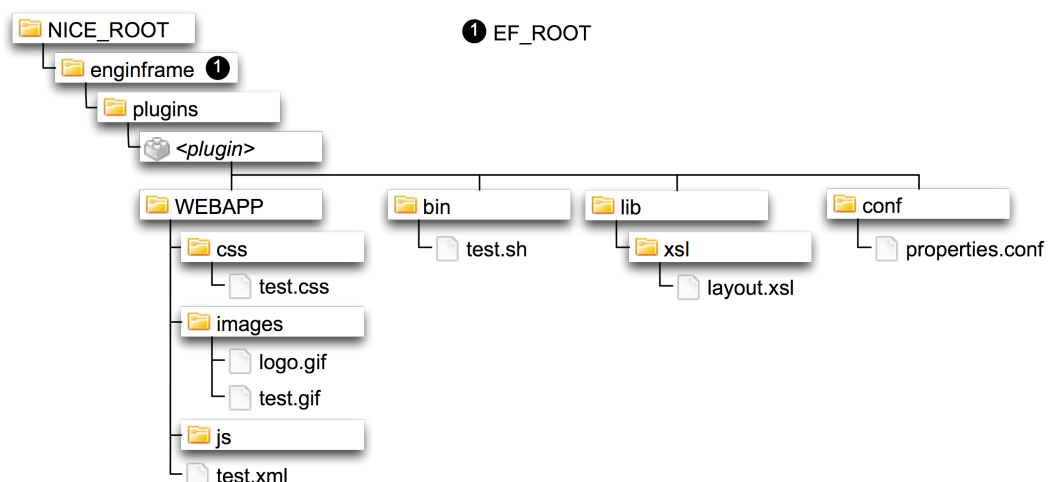 NICE_ROOT
1 EF_ROOT
enginframe 1
plugins
<plugin>
WEBAPP
bin
lib
conf
css
test.sh
xsl
properties.conf
test.css
layout.xsl
images
logo.gif
test.gif
js
test.xml